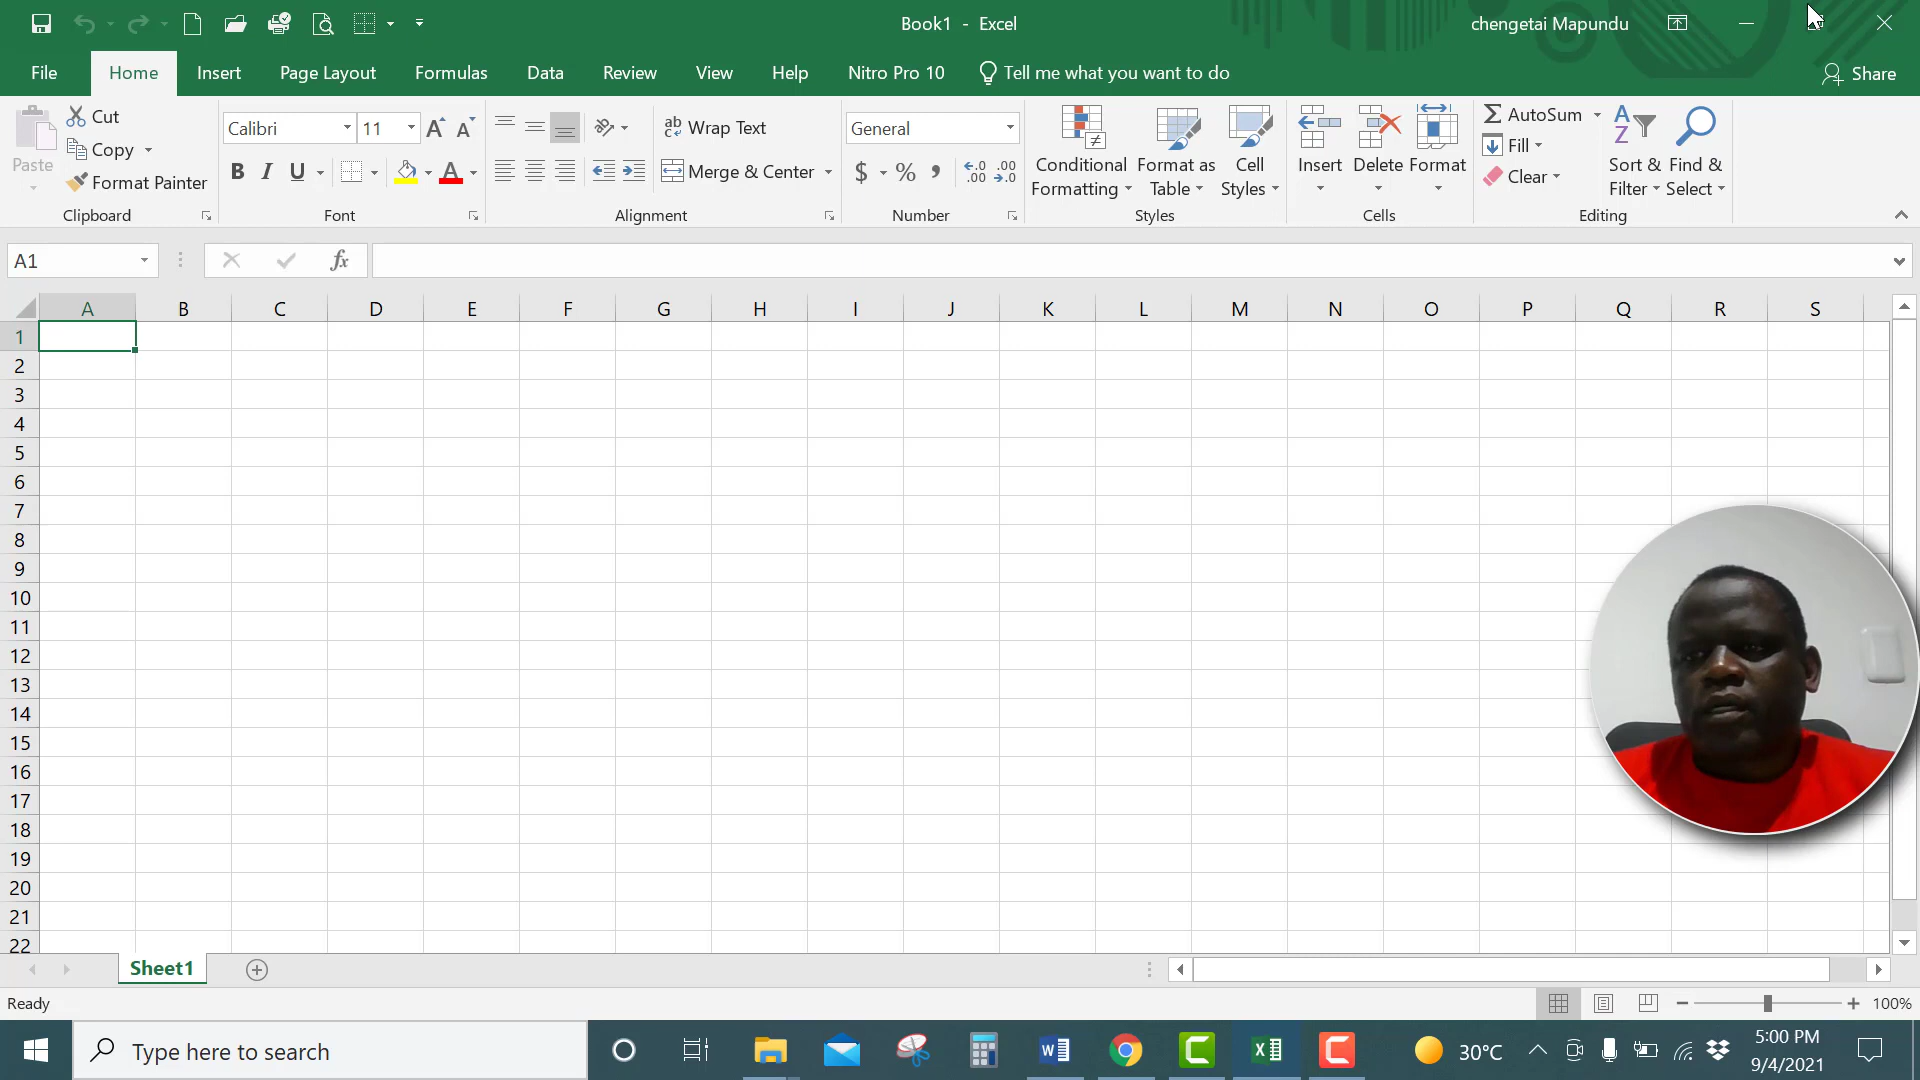 Book1 - Excel
chengetai Mapundu
File
Home
Insert
Page Layout
Formulas
Data
Review
View
Help
Nitro Pro 10
Tell me what you want to do
Share
Paste
Cut
Copy
Format Painter
Clipboard
Calibri
11
B I U
Font
Wrap Text
Merge & Center
Alignment
General
$ % ,
Number
Conditional
Formatting
Format as
Table
Cell
Styles
Styles
Insert
Delete
Format
Cells
AutoSum
Fill
Clear
Sort &
Filter
Find &
Select
Editing
A1
fx
A B C D E F G H I J K L M N O P Q R S
1
2
3
4
5
6
7
8
9
10
11
12
13
14
15
16
17
18
19
20
21
22
Sheet1
Ready
100%
Type here to search
30°C
5:00 PM
9/4/2021